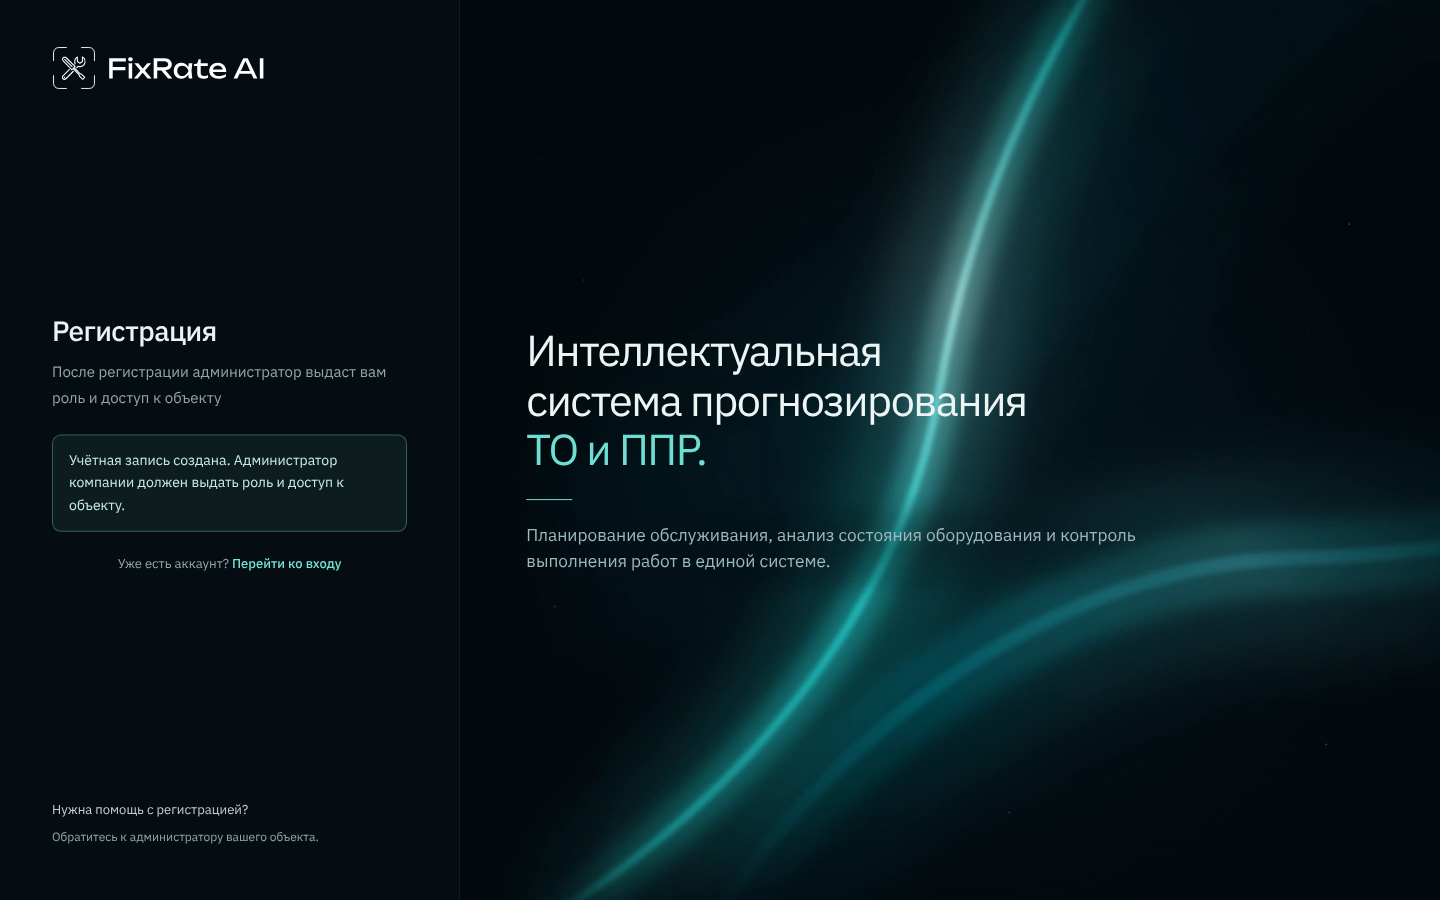 FixRate AI
Регистрация
После регистрации администратор выдаст вам
роль и доступ к объекту
Учётная запись создана. Администратор
компании должен выдать роль и доступ к
объекту.
Уже есть аккаунт? Перейти ко входу
Нужна помощь с регистрацией?
Обратитесь к администратору вашего объекта.
Интеллектуальная
система прогнозирования
ТО и ППР.
Планирование обслуживания, анализ состояния оборудования и контроль
выполнения работ в единой системе.